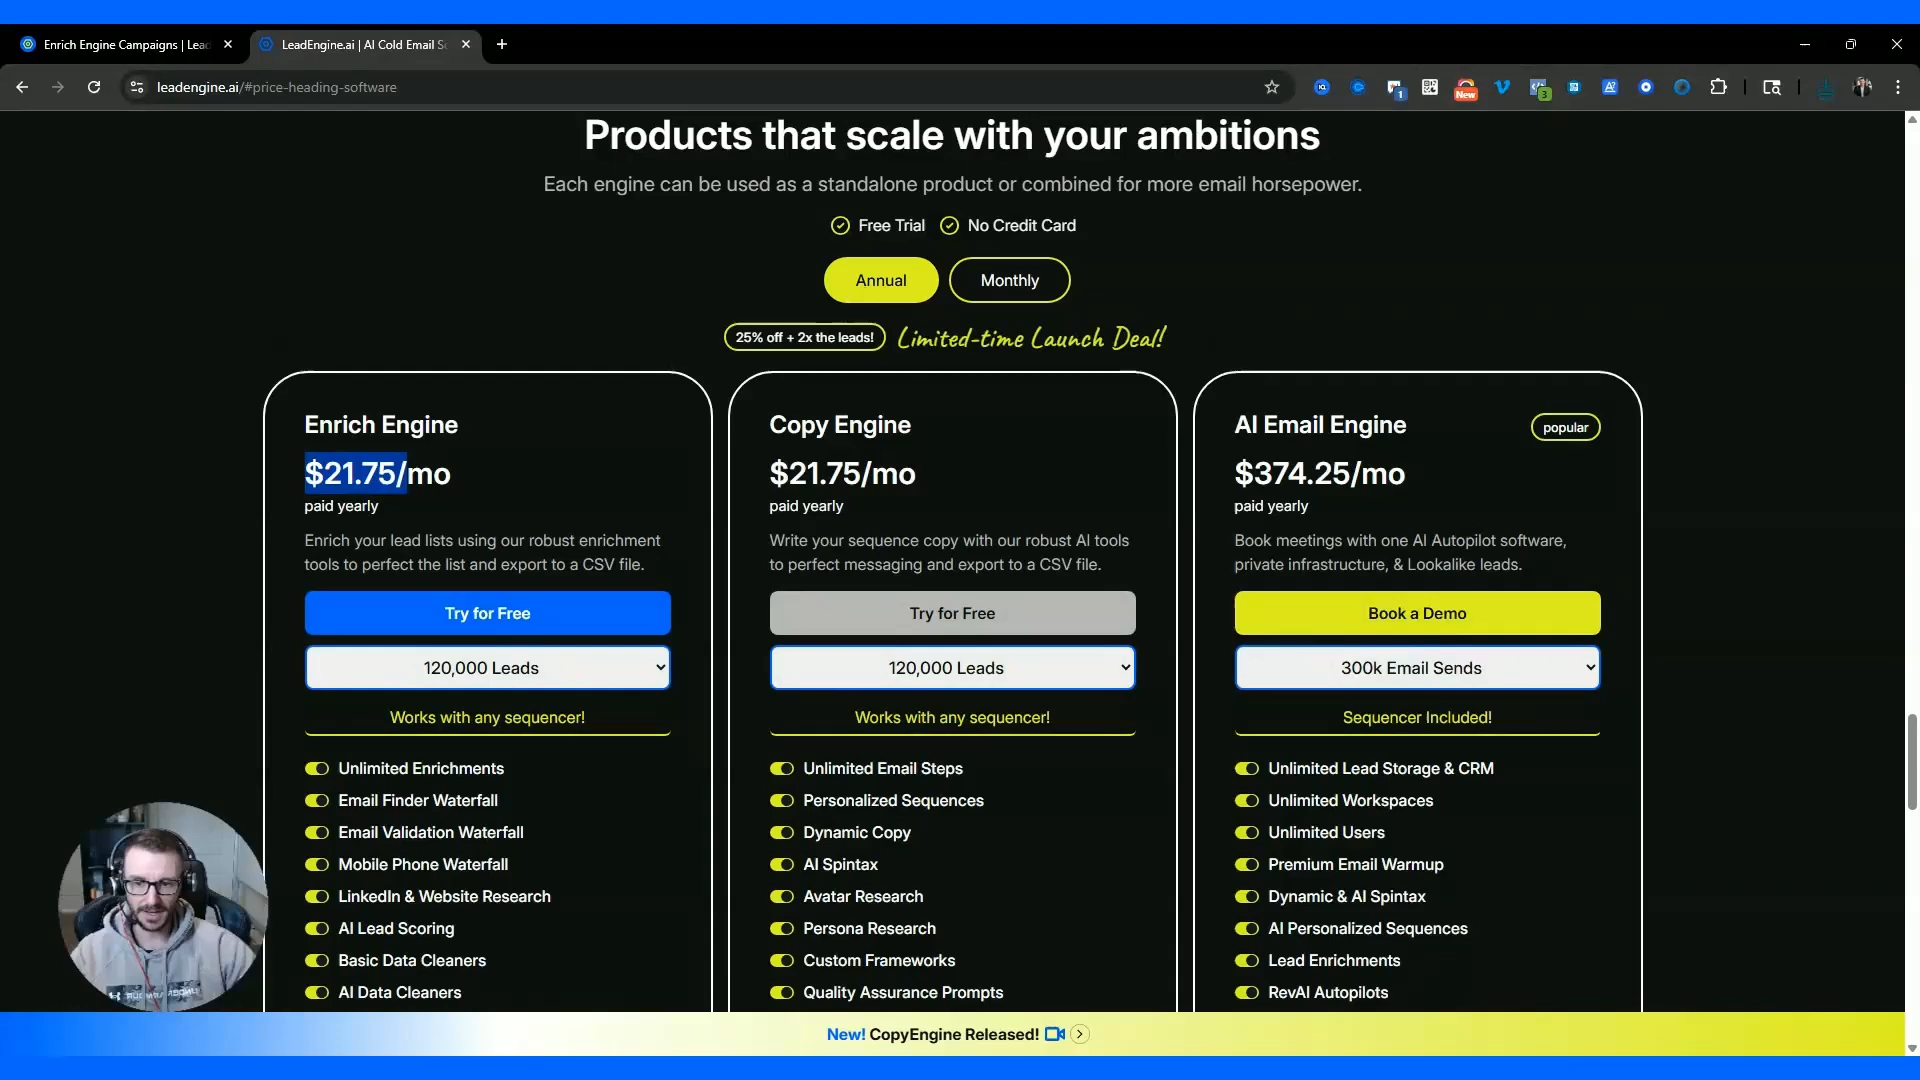 Enrich Engine Campaigns | Lea
LeadEngine.ai | AI Cold Email S
leadengine.ai/#price-heading-software
1
New
3
Products that scale with your ambitions
Each engine can be used as a standalone product or combined for more email horsepower.
Free Trial
No Credit Card
Annual
Monthly
25% off + 2x the leads!
Limited-time Launch Deal!
Enrich Engine
$21.75/mo
paid yearly
Enrich your lead lists using our robust enrichment
tools to perfect the list and export to a CSV file.
Try for Free
120,000 Leads
Works with any sequencer!
Unlimited Enrichments
Email Finder Waterfall
Email Validation Waterfall
Mobile Phone Waterfall
LinkedIn & Website Research
AI Lead Scoring
Basic Data Cleaners
AI Data Cleaners
Copy Engine
$21.75/mo
paid yearly
Write your sequence copy with our robust AI tools
to perfect messaging and export to a CSV file.
Try for Free
120,000 Leads
Works with any sequencer!
Unlimited Email Steps
Personalized Sequences
Dynamic Copy
AI Spintax
Avatar Research
Persona Research
Custom Frameworks
Quality Assurance Prompts
AI Email Engine
popular
$374.25/mo
paid yearly
Book meetings with one AI Autopilot software,
private infrastructure, & Lookalike leads.
Book a Demo
300k Email Sends
Sequencer Included!
Unlimited Lead Storage & CRM
Unlimited Workspaces
Unlimited Users
Premium Email Warmup
Dynamic & AI Spintax
AI Personalized Sequences
Lead Enrichments
RevAI Autopilots
New! CopyEngine Released!